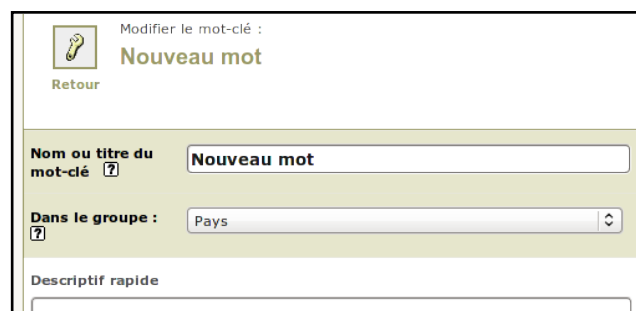 Modifier le mot-clé :
Nouveau mot
Retour
Nom ou titre du
mot-clé ?
Nouveau mot
Dans le groupe :
?
Pays
Descriptif rapide